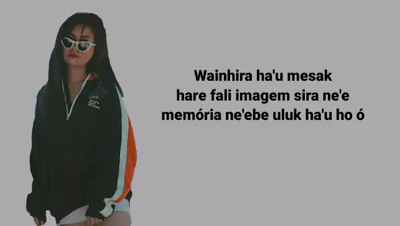 Wainhira ha'u mesak
hare fali imagem sira ne'e
memória ne'ebe uluk ha'u ho ó